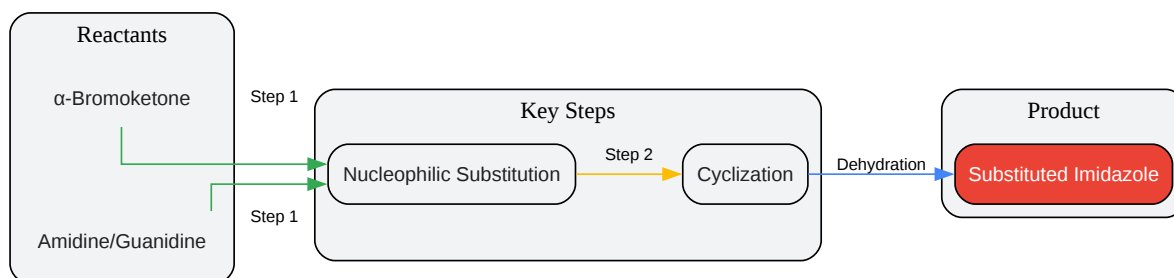 Reactants
α-Bromoketone
Amidine/Guanidine
Step 1
Step 1
Key Steps
Nucleophilic Substitution
Step 2
Cyclization
Dehydration
Product
Substituted Imidazole